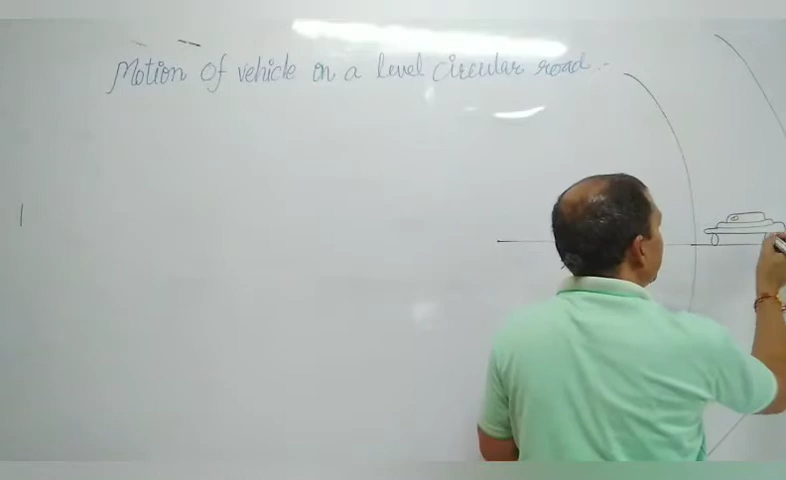 Motion of vehicle on a level circular road :-